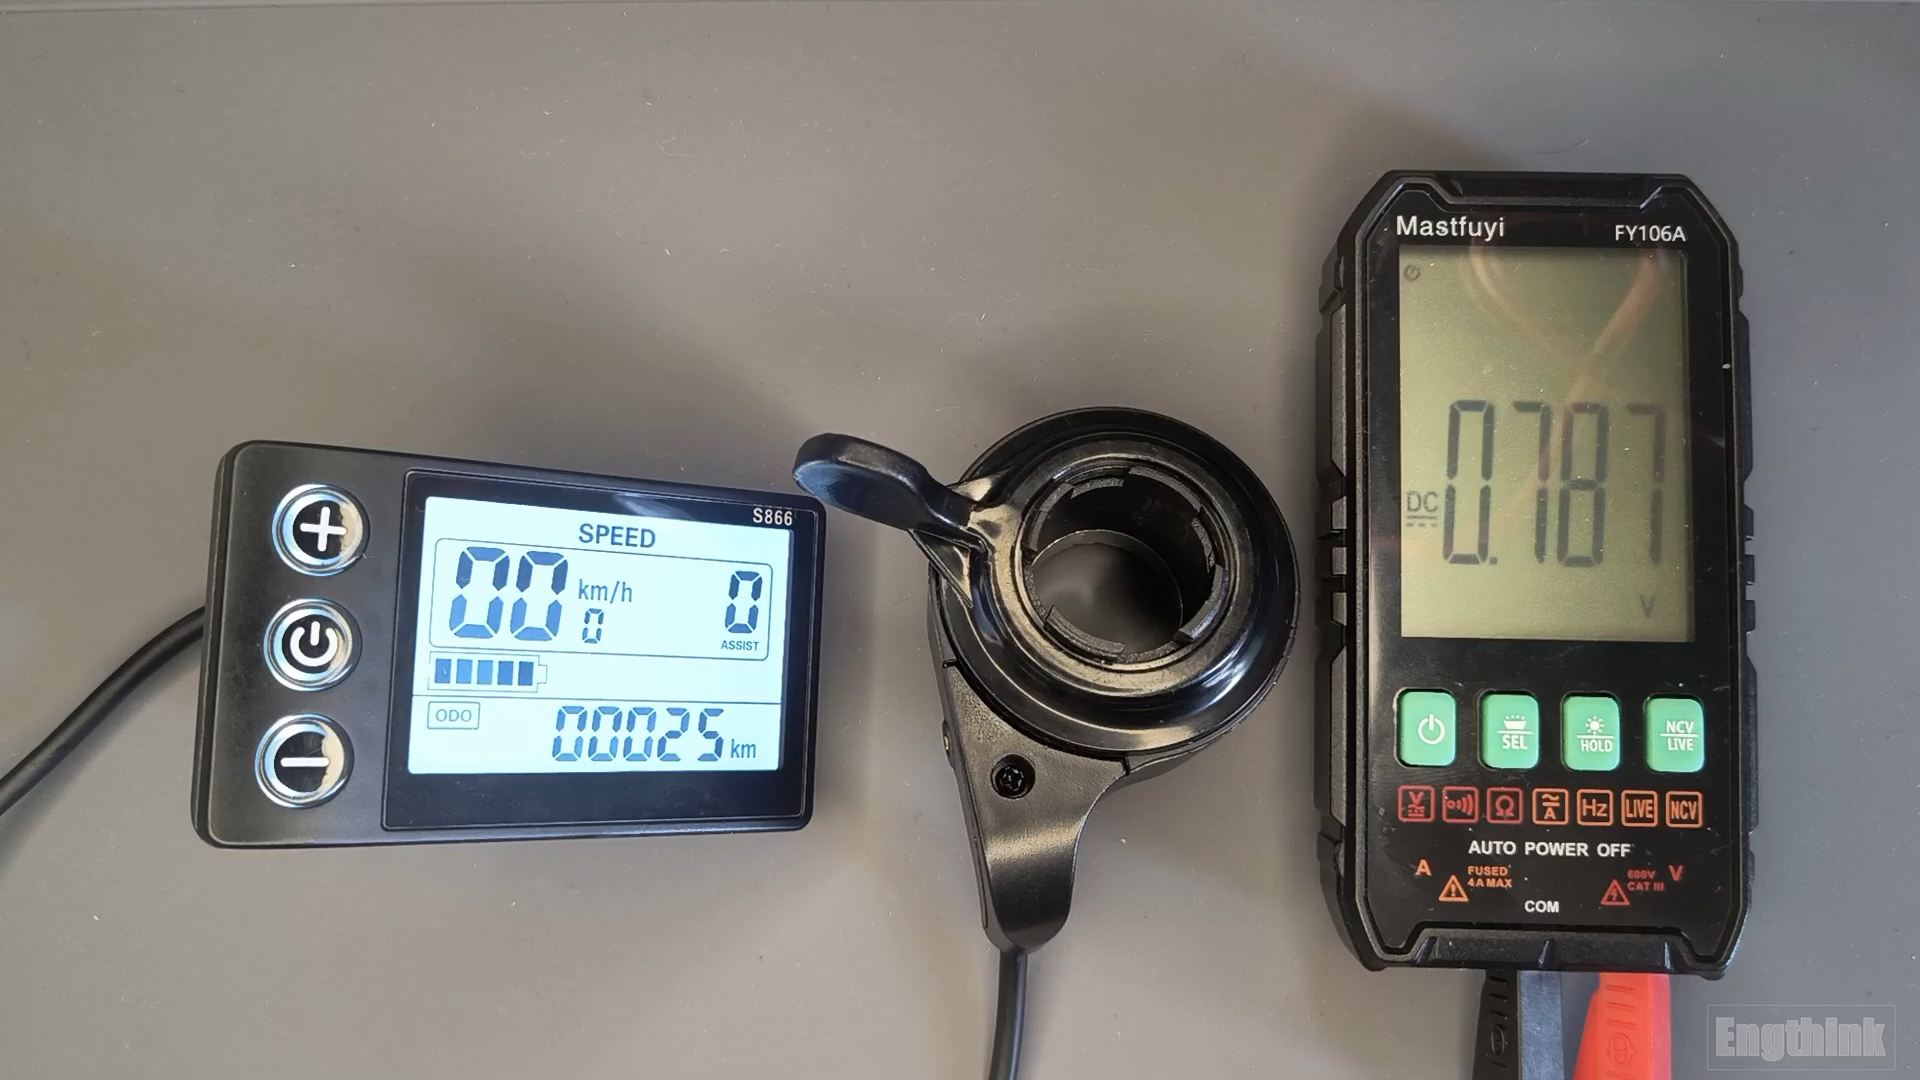 S866
SPEED
00 km/h
0
0
ASSIST
ODO
00025 km
Mastfuyi FY106A
DC 0.787
V
SEL
HOLD
NCV
LIVE
V
Ω
A
Hz
LIVE
NCV
AUTO POWER OFF
A
FUSED
4A MAX
600V
CAT III
V
COM
Engthink